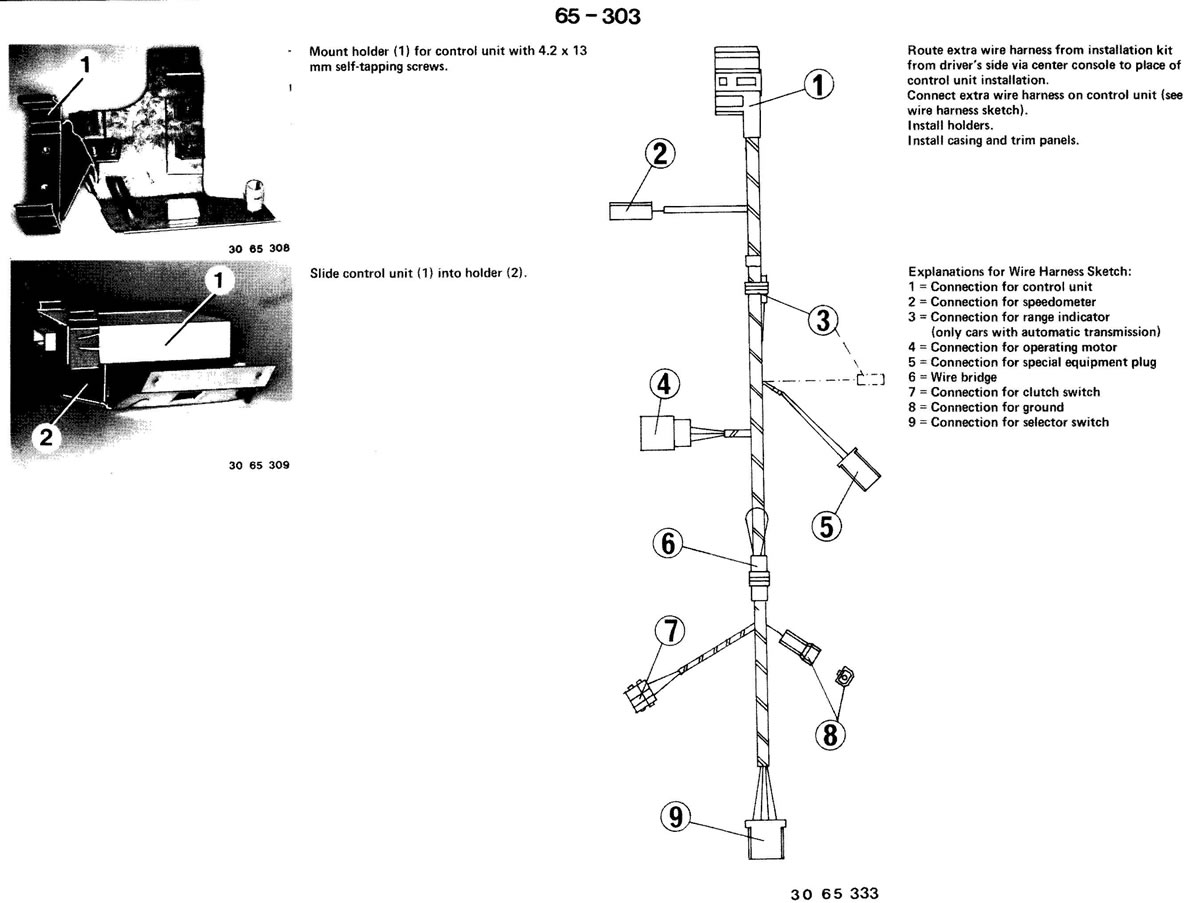 65 – 303
1
Mount holder (1) for control unit with 4.2 x 13
mm self-tapping screws.
30 65 308
1
2
Slide control unit (1) into holder (2).
30 65 309
1
2
3
4
5
6
7
8
9
30 65 333
Route extra wire harness from installation kit
from driver's side via center console to place of
control unit installation.
Connect extra wire harness on control unit (see
wire harness sketch).
Install holders.
Install casing and trim panels.
Explanations for Wire Harness Sketch:
1 = Connection for control unit
2 = Connection for speedometer
3 = Connection for range indicator
(only cars with automatic transmission)
4 = Connection for operating motor
5 = Connection for special equipment plug
6 = Wire bridge
7 = Connection for clutch switch
8 = Connection for ground
9 = Connection for selector switch